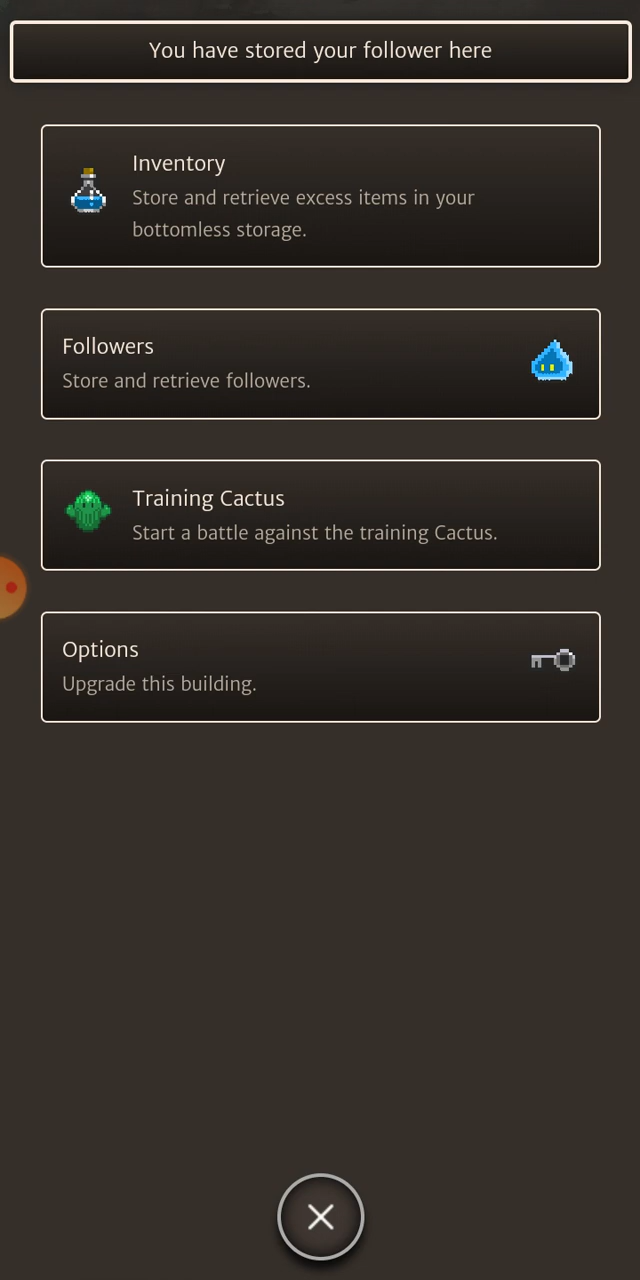 You have stored your follower here
Inventory
Store and retrieve excess items in your
bottomless storage.
Followers
Store and retrieve followers.
Training Cactus
Start a battle against the training Cactus.
Options
Upgrade this building.